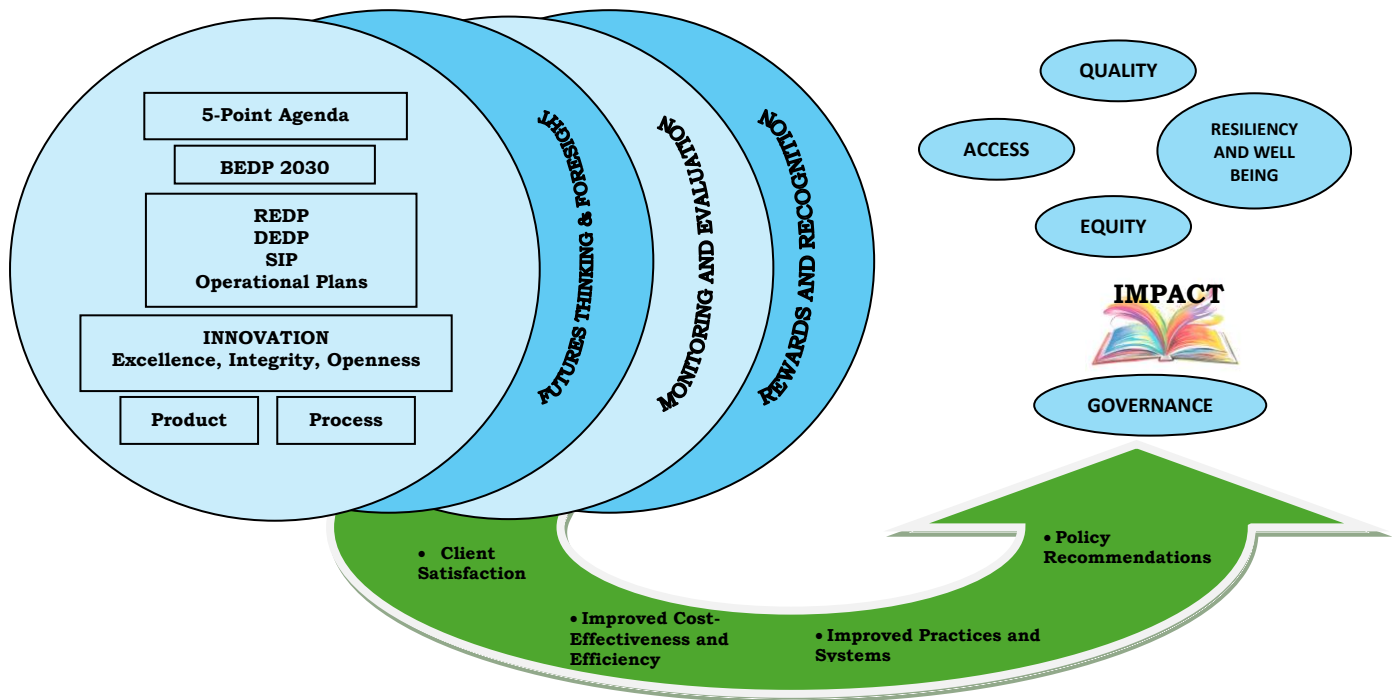 5-Point Agenda
BEDP 2030
REDP
DEDP
SIP
Operational Plans
INNOVATION
Excellence, Integrity, Openness
Product
Process
FUTURES THINKING & FORESIGHT
MONITORING AND EVALUATION
REWARDS AND RECOGNITION
QUALITY
ACCESS
RESILIENCY
AND WELL
BEING
EQUITY
IMPACT
GOVERNANCE
• Client
Satisfaction
• Improved Cost-
Effectiveness and
Efficiency
• Improved Practices and
Systems
• Policy
Recommendations